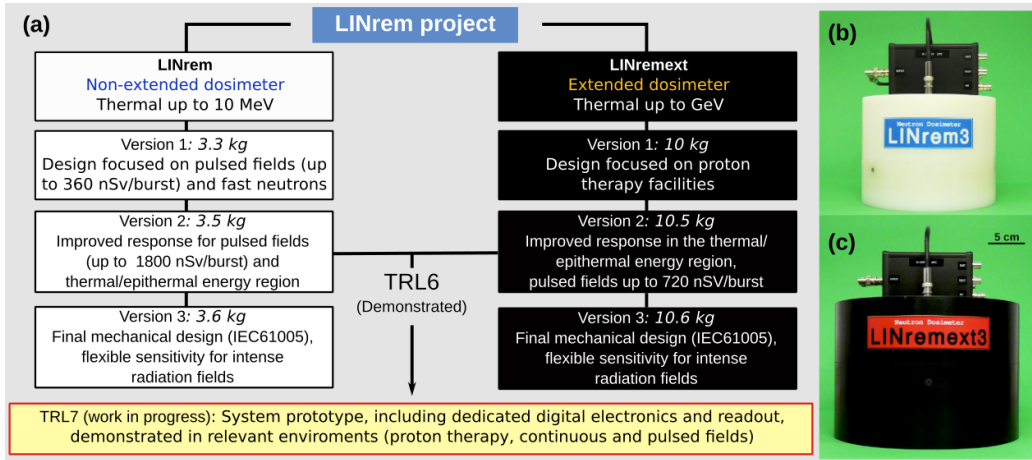 (a)
LINrem project
LINrem
Non-extended dosimeter
Thermal up to 10 MeV
Version 1: 3.3 kg
Design focused on pulsed fields (up
to 360 nSv/burst) and fast neutrons
Version 2: 3.5 kg
Improved response for pulsed fields
(up to 1800 nSv/burst) and
thermal/epithermal energy region
Version 3: 3.6 kg
Final mechanical design (IEC61005),
flexible sensitivity for intense
radiation fields
LINremext
Extended dosimeter
Thermal up to GeV
Version 1: 10 kg
Design focused on proton
therapy facilities
Version 2: 10.5 kg
Improved response in the thermal/
epithermal energy region,
pulsed fields up to 720 nSV/burst
Version 3: 10.6 kg
Final mechanical design (IEC61005),
flexible sensitivity for intense
radiation fields
TRL6
(Demonstrated)
TRL7 (work in progress): System prototype, including dedicated digital electronics and readout,
demonstrated in relevant enviroment (proton therapy, continuous and pulsed fields)
(b)
Neutron Dosimeter
LINrem3
(c)
5 cm
Neutron Dosimeter
LINremext3